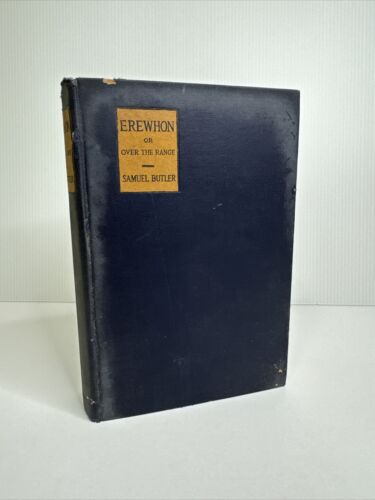 EREWHON
OR
OVER THE RANGE
SAMUEL BUTLER